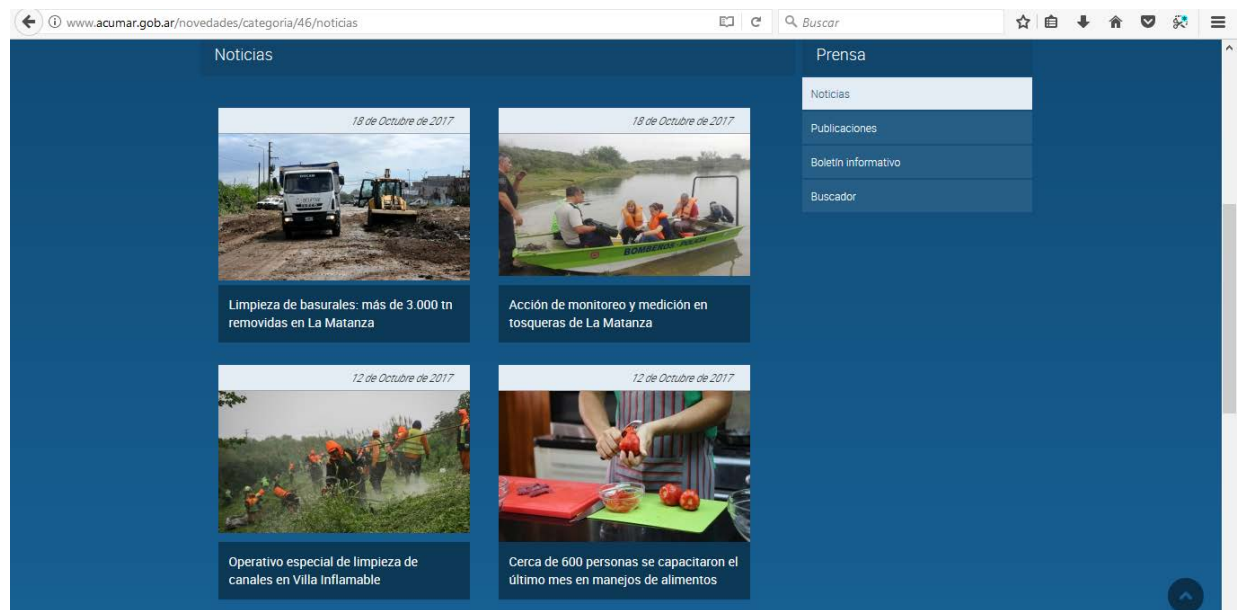 www.acumar.gob.ar/novedades/categoria/46/noticias
Buscar
Noticias
Prensa
Noticias
Publicaciones
Boletín informativo
Buscador
18 de Octubre de 2017
18 de Octubre de 2017
BOMBEROS - POLICIA
Limpieza de basurales: más de 3.000 tn
removidas en La Matanza
Acción de monitoreo y medición en
tosqueras de La Matanza
12 de Octubre de 2017
12 de Octubre de 2017
Operativo especial de limpieza de
canales en Villa Inflamable
Cerca de 600 personas se capacitaron el
último mes en manejos de alimentos